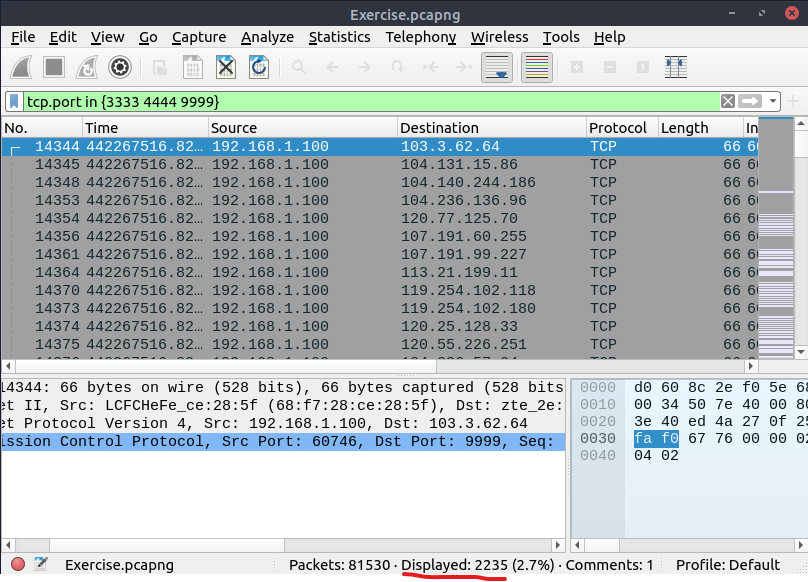 Exercise.pcapng
File Edit View Go Capture Analyze Statistics Telephony Wireless Tools Help
tcp.port in {3333 4444 9999}
No. Time Source Destination Protocol Length In
14344 442267516.82… 192.168.1.100 103.3.62.64 TCP 66 6
14345 442267516.82… 192.168.1.100 104.131.15.86 TCP 66 6
14348 442267516.82… 192.168.1.100 104.140.244.186 TCP 66 6
14353 442267516.82… 192.168.1.100 104.236.136.96 TCP 66 6
14354 442267516.82… 192.168.1.100 120.77.125.70 TCP 66 6
14356 442267516.82… 192.168.1.100 107.191.60.255 TCP 66 6
14361 442267516.82… 192.168.1.100 107.191.99.227 TCP 66 6
14364 442267516.82… 192.168.1.100 113.21.199.11 TCP 66 6
14370 442267516.82… 192.168.1.100 119.254.102.118 TCP 66 6
14373 442267516.82… 192.168.1.100 119.254.102.180 TCP 66 6
14374 442267516.82… 192.168.1.100 120.25.128.33 TCP 66 6
14375 442267516.82… 192.168.1.100 120.55.226.251 TCP 66 6
14344: 66 bytes on wire (528 bits), 66 bytes captured (528 bits
et II, Src: LCFCHeFe_ce:28:5f (68:f7:28:ce:28:5f), Dst: zte_2e:
et Protocol Version 4, Src: 192.168.1.100, Dst: 103.3.62.64
ission Control Protocol, Src Port: 60746, Dst Port: 9999, Seq:
0000 d0 60 8c 2e f0 5e 68
0010 00 34 50 7e 40 00 80
0020 3e 40 ed 4a 27 0f 25
0030 fa f0 67 76 00 00 02
0040 04 02
Exercise.pcapng Packets: 81530 · Displayed: 2235 (2.7%) · Comments: 1 Profile: Default